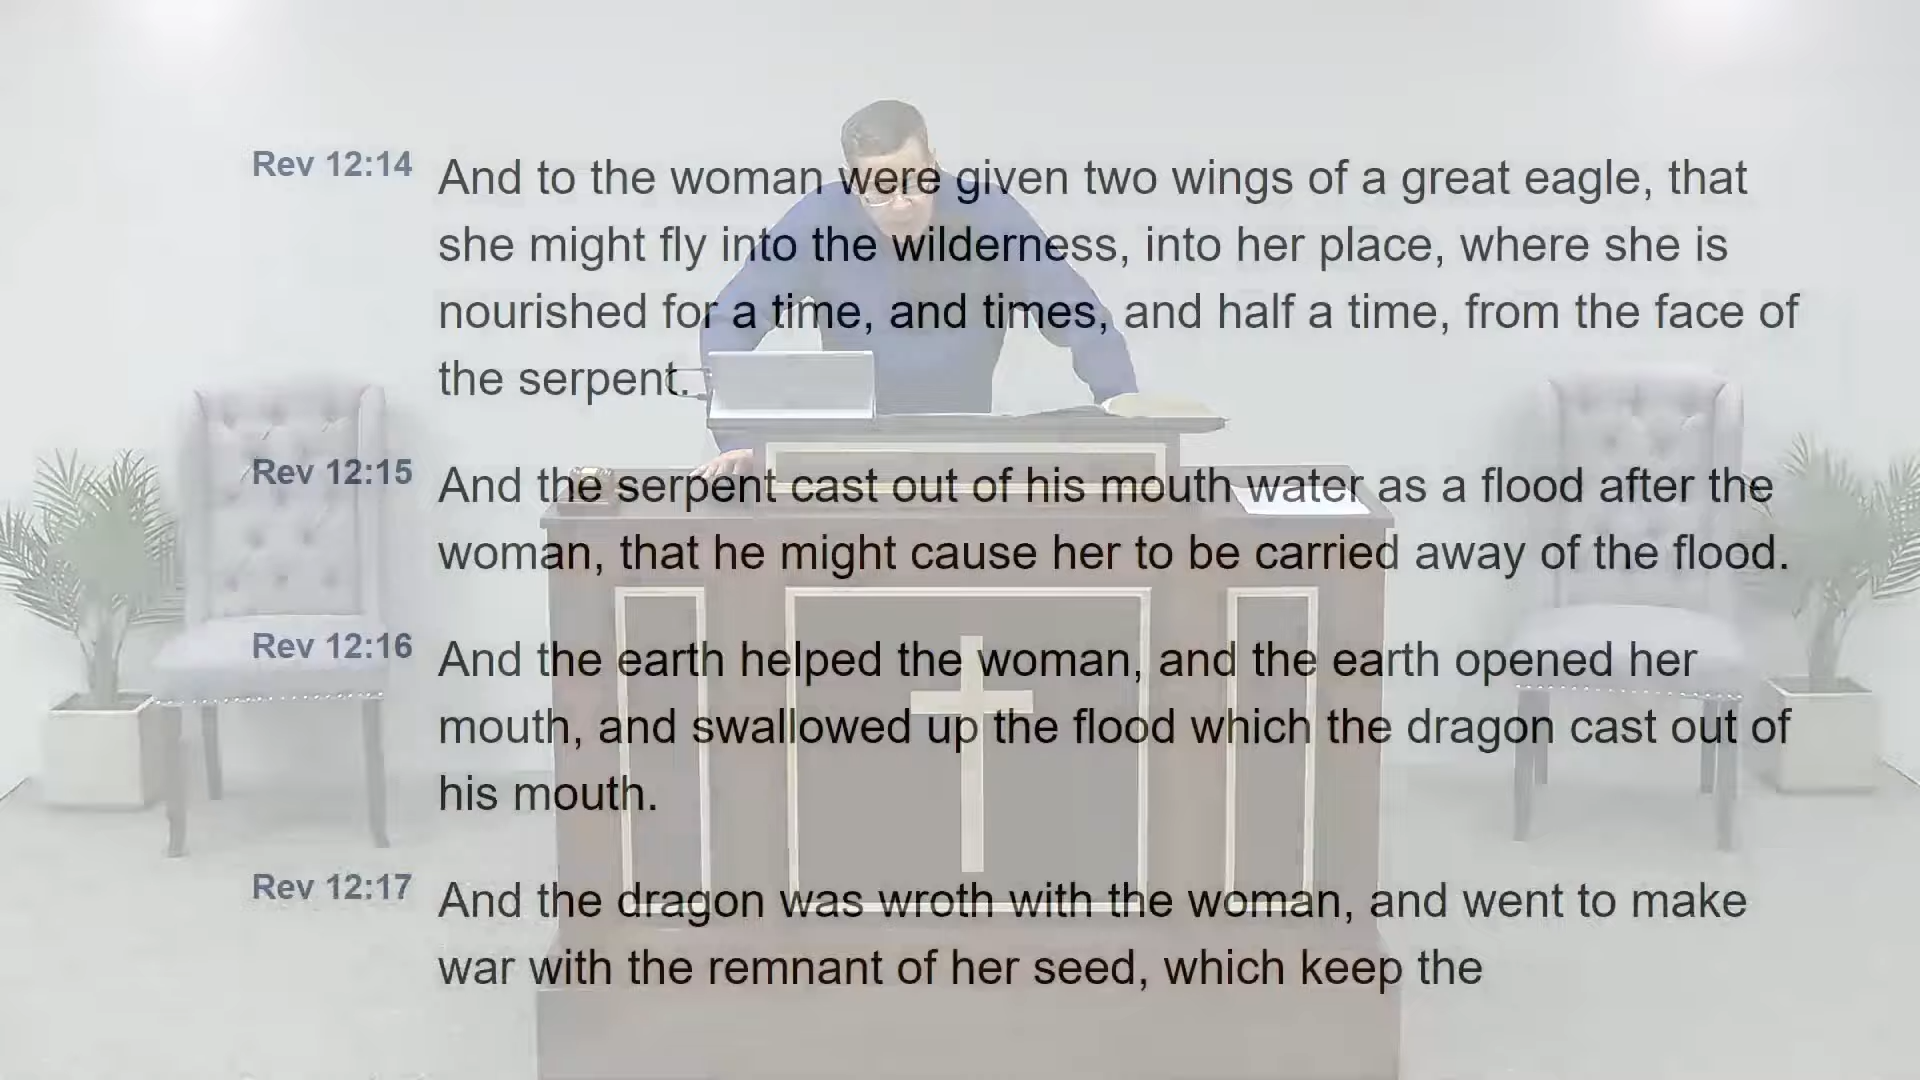 Rev 12:14 And to the woman were given two wings of a great eagle, that
she might fly into the wilderness, into her place, where she is
nourished for a time, and times, and half a time, from the face of
the serpent.
Rev 12:15 And the serpent cast out of his mouth water as a flood after the
woman, that he might cause her to be carried away of the flood.
Rev 12:16 And the earth helped the woman, and the earth opened her
mouth, and swallowed up the flood which the dragon cast out of
his mouth.
Rev 12:17 And the dragon was wroth with the woman, and went to make
war with the remnant of her seed, which keep the